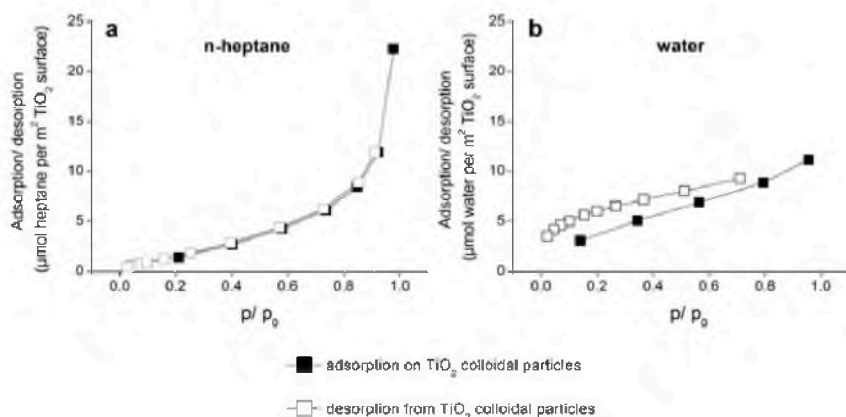 a
n-heptane
Adsorption/ desorption
(µmol heptane per m² TiO₂ surface)
25
20
15
10
5
0
0.0 0.2 0.4 0.6 0.8 1.0
p/ p₀
b
water
Adsorption/ desorption
(µmol water per m² TiO₂ surface)
25
20
15
10
5
0
0.0 0.2 0.4 0.6 0.8 1.0
p/ p₀
adsorption on TiO₂ colloidal particles
desorption from TiO₂ colloidal particles